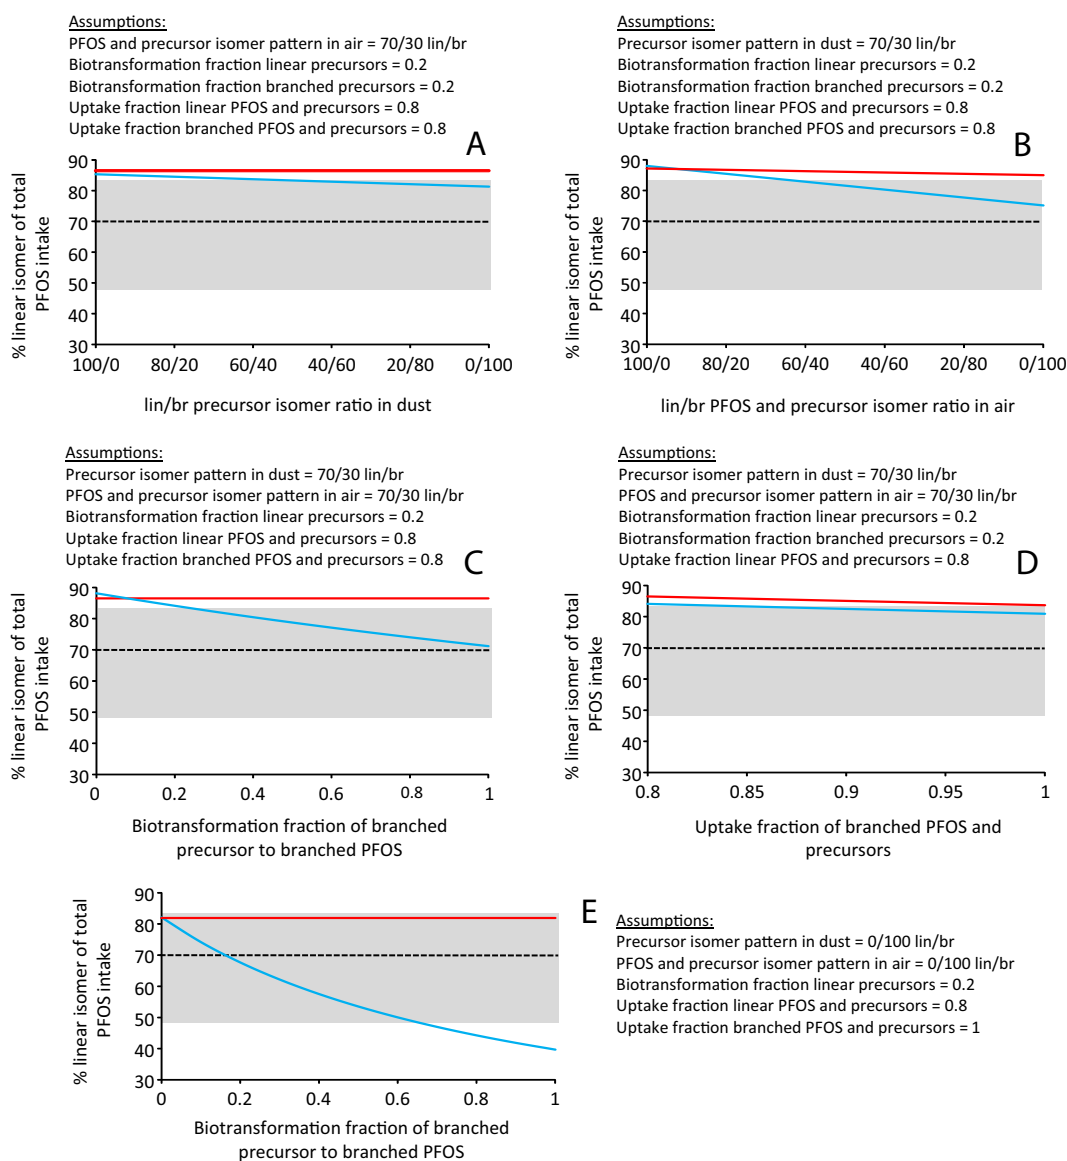 Assumptions:
PFOS and precursor isomer pattern in air = 70/30 lin/br
Biotransformation fraction linear precursors = 0.2
Biotransformation fraction branched precursors = 0.2
Uptake fraction linear PFOS and precursors = 0.8
Uptake fraction branched PFOS and precursors = 0.8
A
90
80
70
60
50
40
30
% linear isomer of total
PFOS intake
100/0 80/20 60/40 40/60 20/80 0/100
lin/br precursor isomer ratio in dust
Assumptions:
Precursor isomer pattern in dust = 70/30 lin/br
Biotransformation fraction linear precursors = 0.2
Biotransformation fraction branched precursors = 0.2
Uptake fraction linear PFOS and precursors = 0.8
Uptake fraction branched PFOS and precursors = 0.8
B
90
80
70
60
50
40
30
% linear isomer of total
PFOS intake
100/0 80/20 60/40 40/60 20/80 0/100
lin/br PFOS and precursor isomer ratio in air
Assumptions:
Precursor isomer pattern in dust = 70/30 lin/br
PFOS and precursor isomer pattern in air = 70/30 lin/br
Biotransformation fraction linear precursors = 0.2
Uptake fraction linear PFOS and precursors = 0.8
Uptake fraction branched PFOS and precursors = 0.8
C
90
80
70
60
50
40
30
% linear isomer of total
PFOS intake
0 0.2 0.4 0.6 0.8 1
Biotransformation fraction of branched
precursur to branched PFOS
Assumptions:
Precursor isomer pattern in dust = 70/30 lin/br
PFOS and precursor isomer pattern in air = 70/30 lin/br
Biotransformation fraction linear precursors = 0.2
Biotransformation fraction branched precursors = 0.2
Uptake fraction linear PFOS and precursors = 0.8
D
90
80
70
60
50
40
30
% linear isomer of total
PFOS intake
0.8 0.85 0.9 0.95 1
Uptake fraction of branched PFOS and
precursors
90
80
70
60
50
40
30
% linear isomer of total
PFOS intake
0 0.2 0.4 0.6 0.8 1
Biotransformation fraction of branched
precursor to branched PFOS
E
Assumptions:
Precursor isomer pattern in dust = 0/100 lin/br
PFOS and precursor isomer pattern in air = 0/100 lin/br
Biotransformation fraction linear precursors = 0.2
Uptake fraction linear PFOS and precursors = 0.8
Uptake fraction branched PFOS and precursors = 1